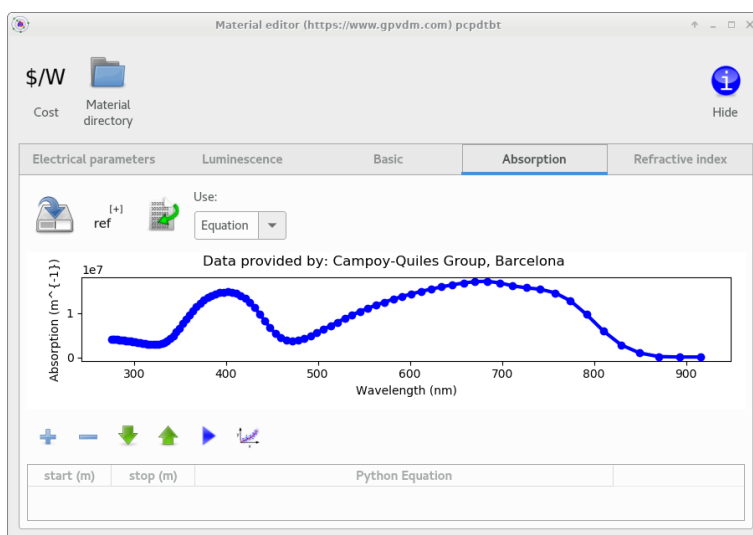 Material editor (https://www.gpvdm.com) pcpdtbt
$/W
Cost
Material
directory
Hide
Electrical parameters Luminescence Basic Absorption Refractive index
[+]
ref
Use:
Equation
Data provided by: Campoy-Quiles Group, Barcelona
1e7
Absorption (m^{-1})
1
0
300 400 500 600 700 800 900
Wavelength (nm)
start (m) stop (m) Python Equation